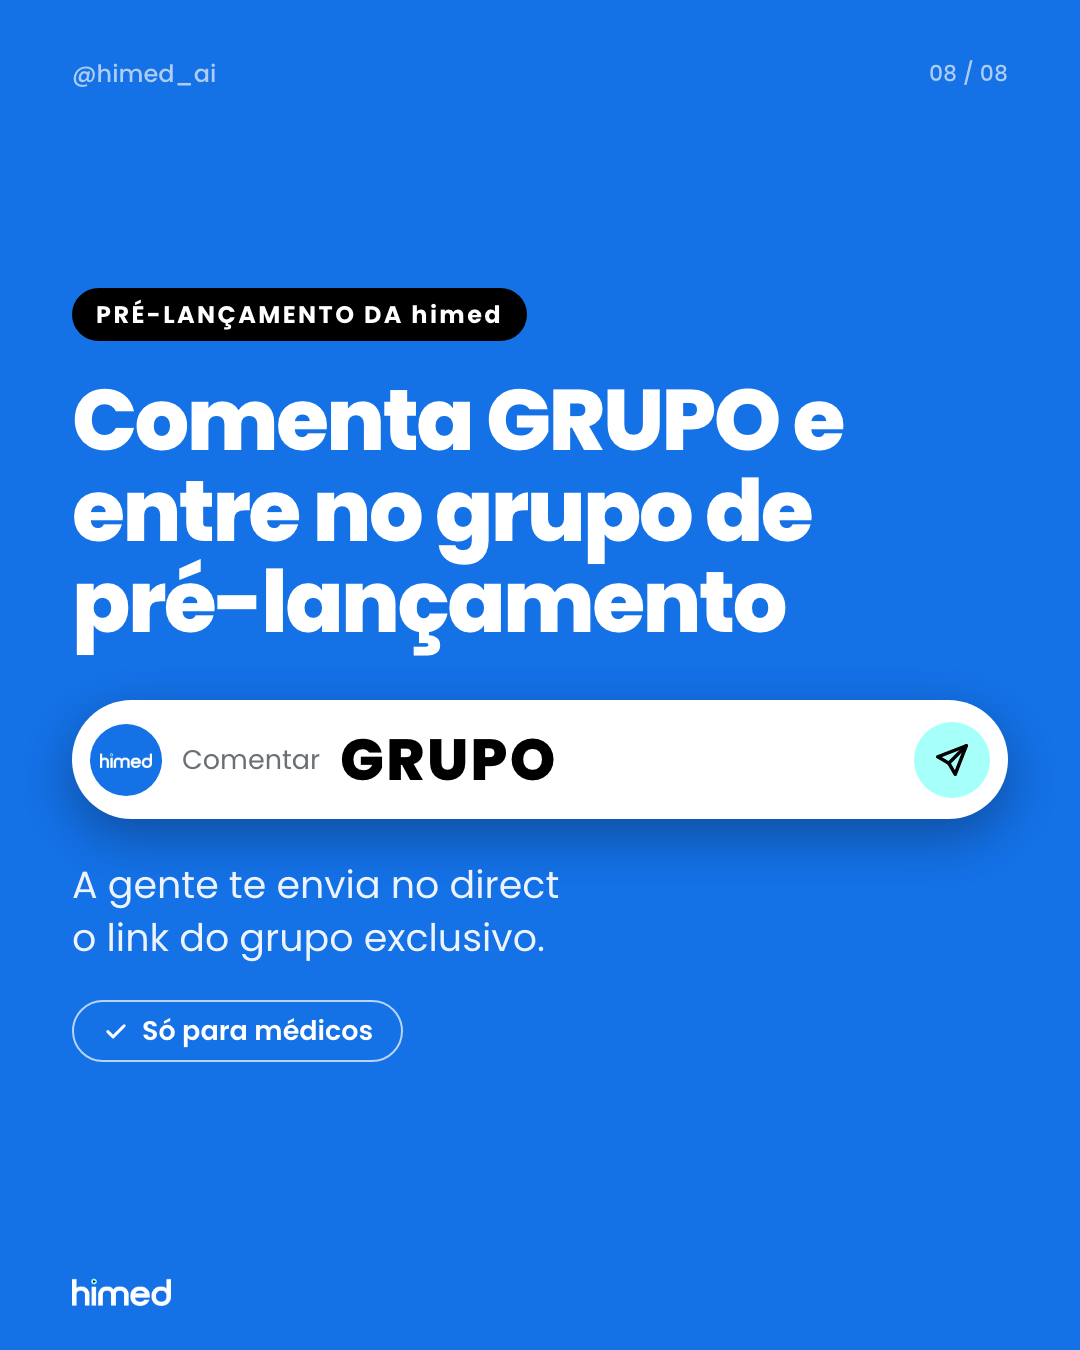 @himed_ai
08 / 08
PRÉ-LANÇAMENTO DA himed
Comenta GRUPO e
entre no grupo de
pré-lançamento
himed Comentar GRUPO
A gente te envia no direct
o link do grupo exclusivo.
Só para médicos
himed